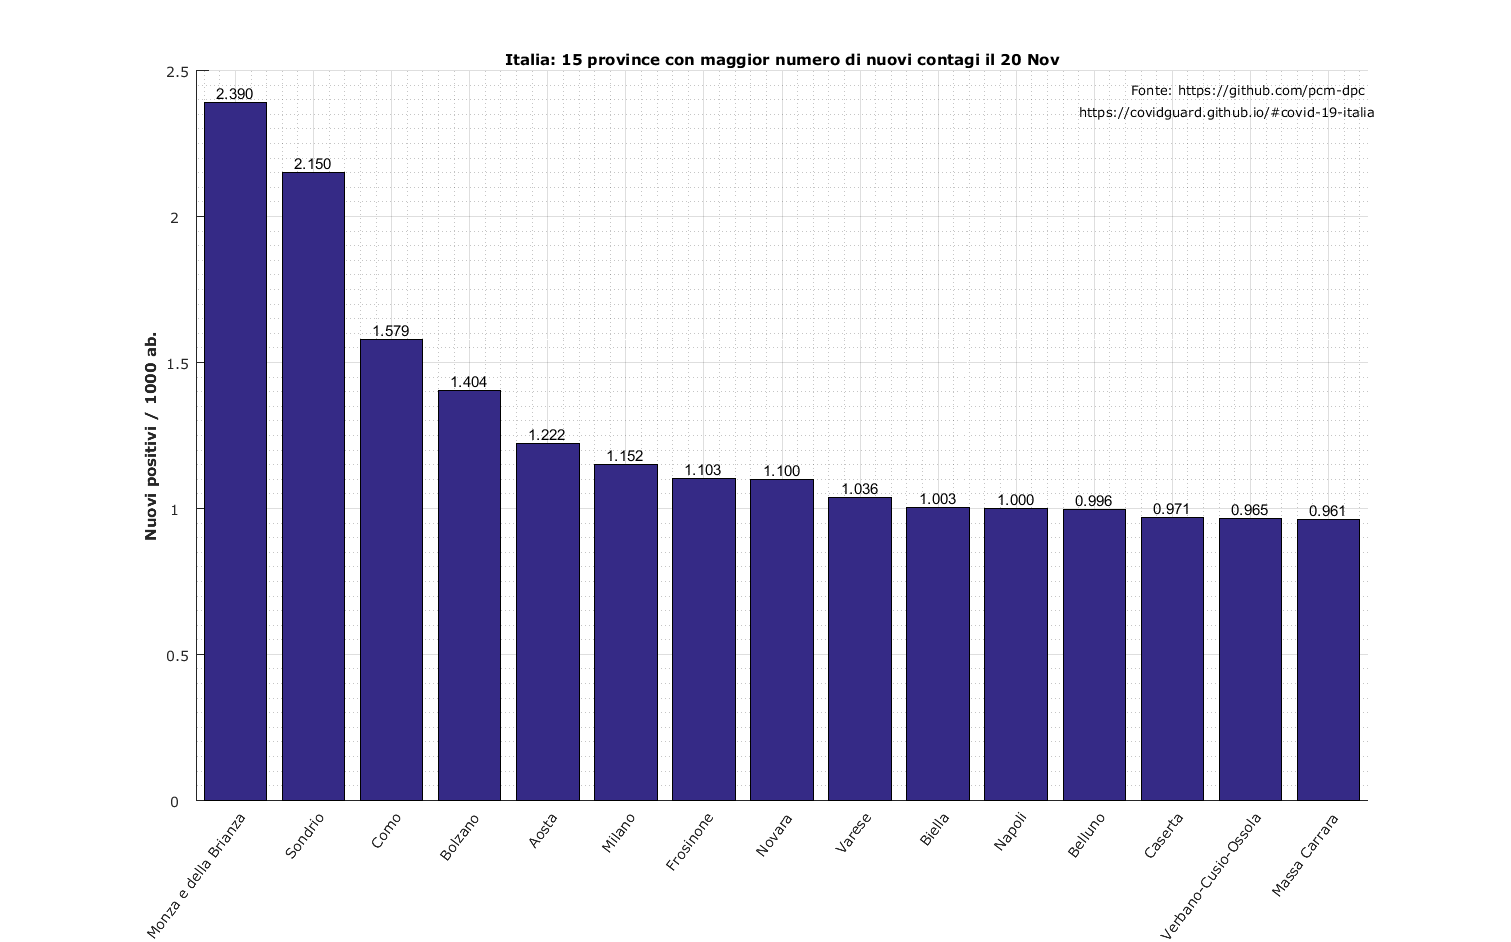 Italia: 15 province con maggior numero di nuovi contagi il 20 Nov
Fonte: https://github.com/pcm-dpc
https://covidguard.github.io/#covid-19-italia
Nuovi positivi / 1000 ab.
2.5
2
1.5
1
0.5
0
2.390
2.150
1.579
1.404
1.222
1.152
1.103
1.100
1.036
1.003
1.000
0.996
0.971
0.965
0.961
Monza e della Brianza
Sondrio
Como
Bolzano
Aosta
Milano
Frosinone
Novara
Varese
Biella
Napoli
Belluno
Caserta
Verbano-Cusio-Ossola
Massa Carrara